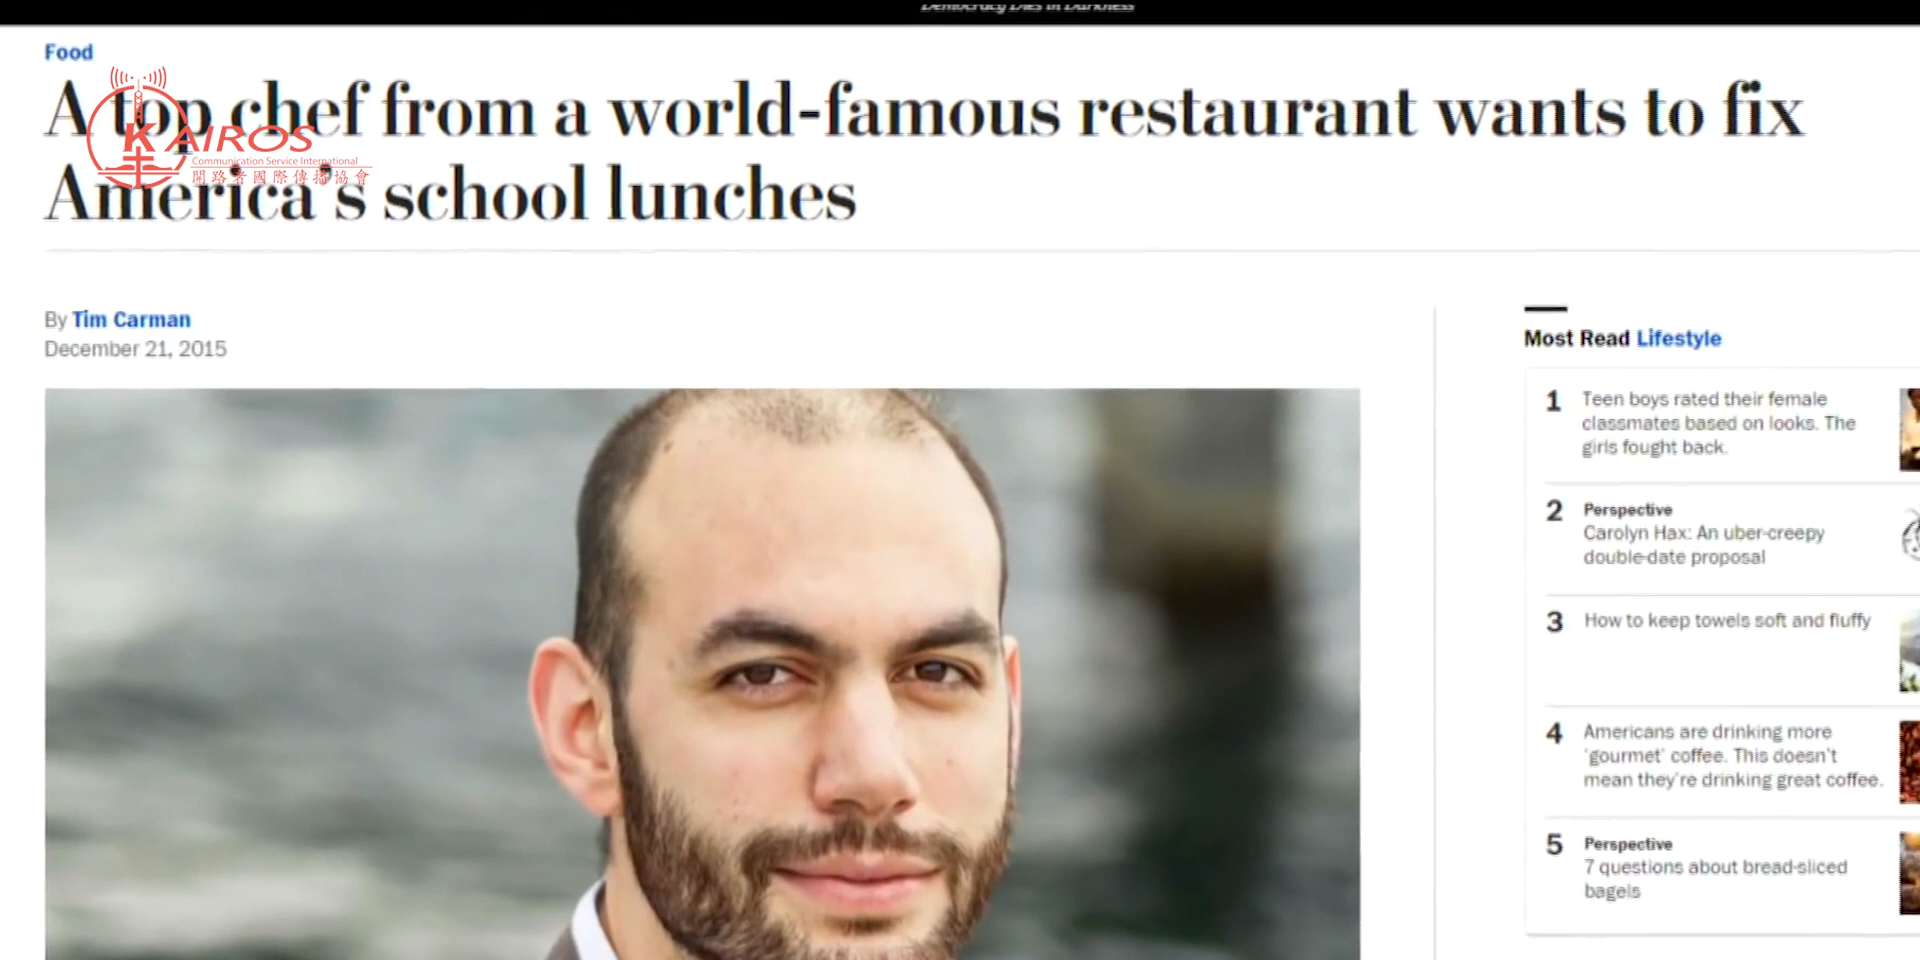 Democracy Dies in Darkness
Food
A top chef from a world-famous restaurant wants to fix
America's school lunches
KAIROS
Communication Service International
開路者國際傳播協會
By Tim Carman
December 21, 2015
Most Read Lifestyle
1 Teen boys rated their female
classmates based on looks. The
girls fought back.
2 Perspective
Carolyn Hax: An uber-creepy
double-date proposal
3 How to keep towels soft and fluffy
4 Americans are drinking more
'gourmet' coffee. This doesn't
mean they're drinking great coffee.
5 Perspective
7 questions about bread-sliced
bagels